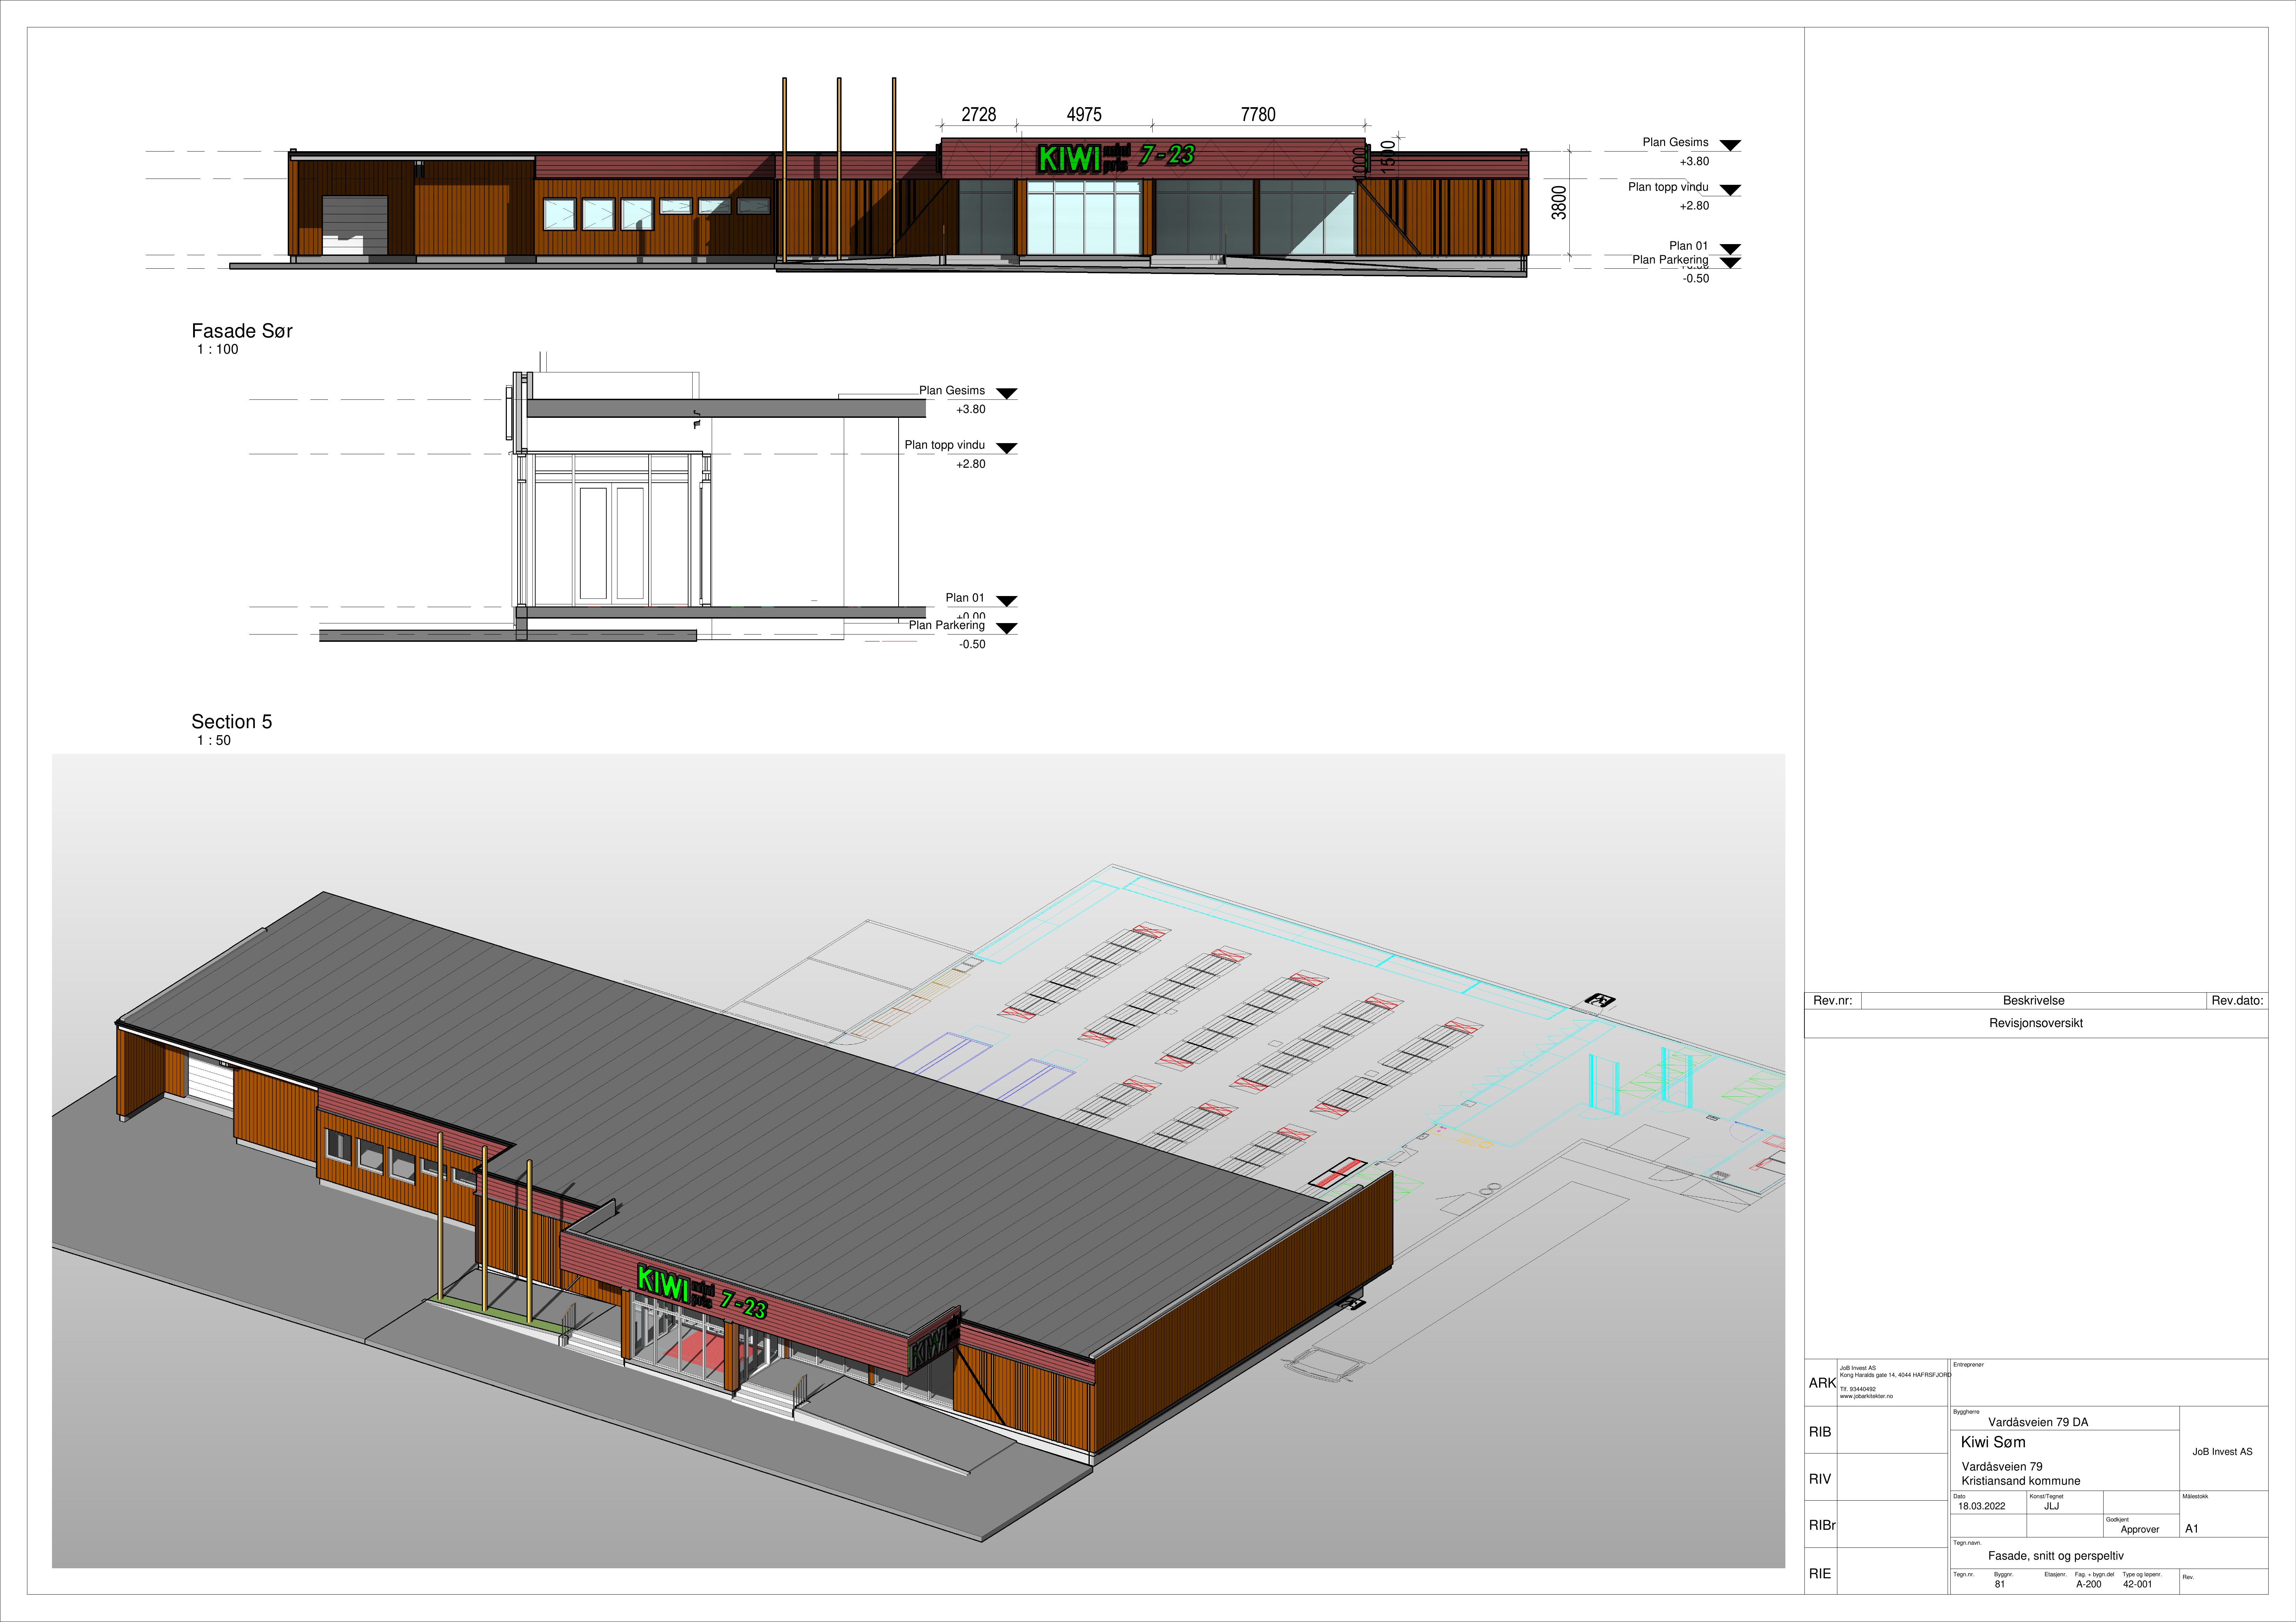 2728
4975
7780
KIWI mini pris 7-23
1000
1500
3800
Plan Gesims
+3.80
Plan topp vindu
+2.80
Plan 01
Plan Parkering
-0.50
Fasade Sør
1 : 100
Plan Gesims
+3.80
Plan topp vindu
+2.80
Plan 01
+0.00
Plan Parkering
-0.50
Section 5
1 : 50
KIWI mini pris 7-23
KIWI
Rev.nr: Beskrivelse Rev.dato:
Revisjonsoversikt
ARK
JoB Invest AS
Kong Haralds gate 14, 4044 HAFRSFJORD
Tlf. 93440492
www.jobarkitekter.no
RIB
RIV
RIBr
RIE
Entreprenør
Byggherre
Vardåsveien 79 DA
Kiwi Søm
Vardåsveien 79
Kristiansand kommune
JoB Invest AS
Dato
18.03.2022
Konst/Tegnet
JLJ
Målestokk
Godkjent
Approver
A1
Tegn.navn.
Fasade, snitt og perspeltiv
Tegn.nr. Byggnr. Etasjenr. Fag. + bygn.del Type og løpenr. Rev.
81 A-200 42-001